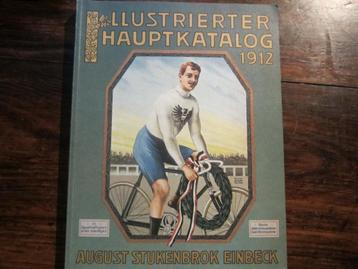 ILLUSTRIERTER
HAUPTKATALOG
1912
AUGUST STUKENBROK EINBECK